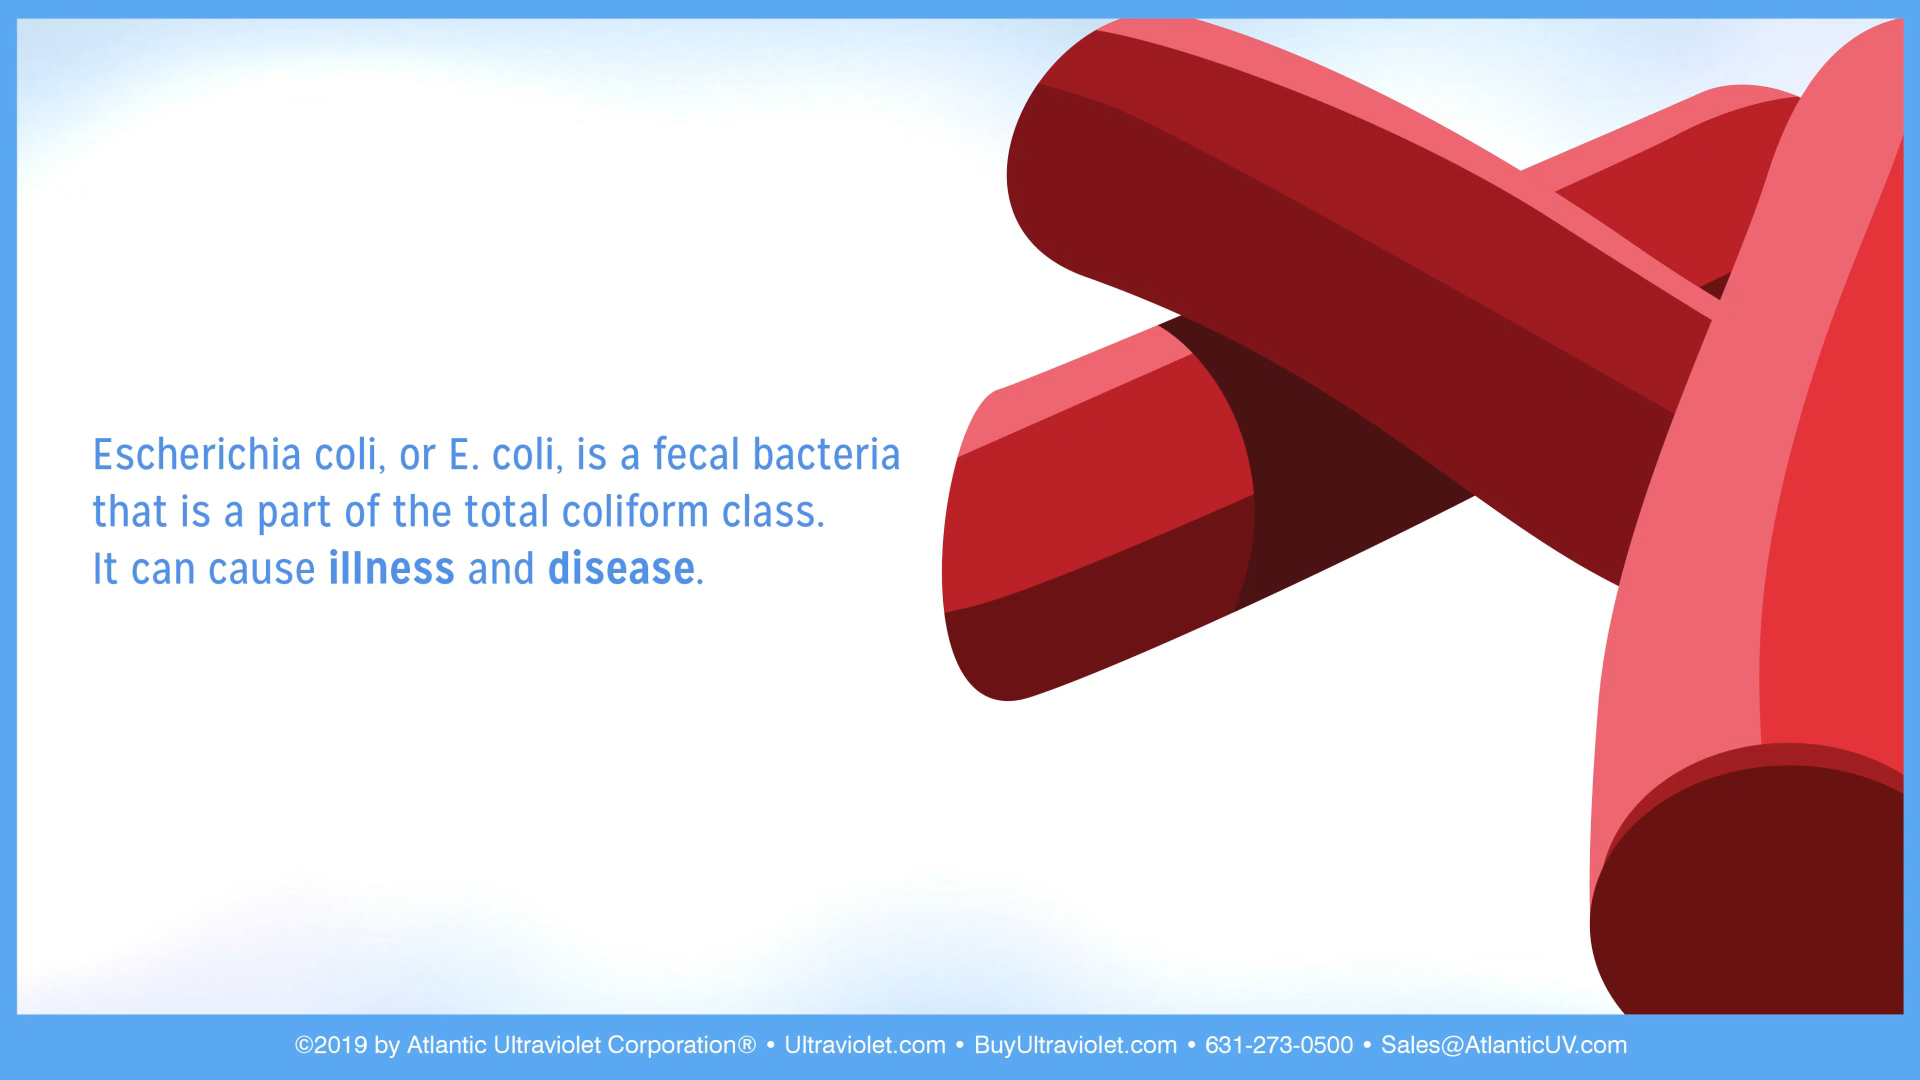 Escherichia coli, or E. coli, is a fecal bacteria
that is a part of the total coliform class.
It can cause illness and disease.
©2019 by Atlantic Ultraviolet Corporation® • Ultraviolet.com • BuyUltraviolet.com • 631-273-0500 • Sales@AtlanticUV.com